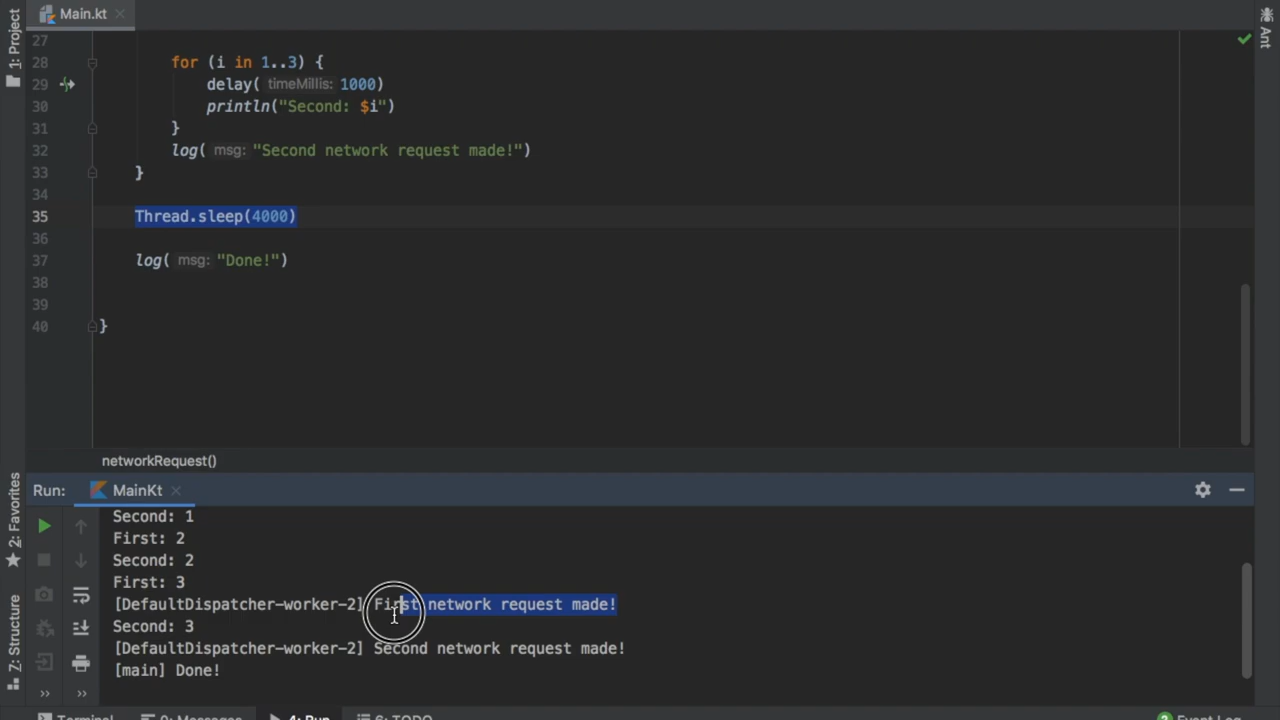 Main.kt
1: Project
Ant
27
28 for (i in 1..3) {
29 delay( timeMillis: 1000)
30 println("Second: $i")
31 }
32 log( msg: "Second network request made!")
33 }
34
35 Thread.sleep(4000)
36
37 log( msg: "Done!")
38
39
40 }
networkRequest()
2: Favorites
Run: MainKt
Second: 1
First: 2
Second: 2
First: 3
[DefaultDispatcher-worker-2] First network request made!
Second: 3
[DefaultDispatcher-worker-2] Second network request made!
[main] Done!
Z: Structure
Terminal 0: Messages 4: Run 6: TODO 2 Event Log